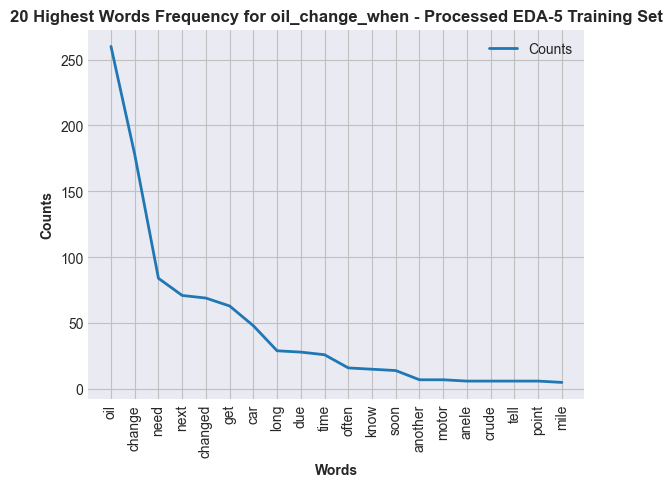 20 Highest Words Frequency for oil_change_when - Processed EDA-5 Training Set
Counts
250
200
150
100
50
0
Counts
oil
change
need
next
changed
get
car
long
due
time
often
know
soon
another
motor
anele
crude
tell
point
mile
Words